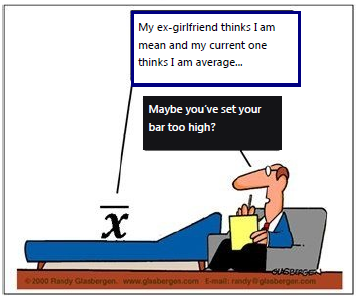 My ex-girlfriend thinks I am
mean and my current one
thinks I am average...
Maybe you've set your
bar too high?
x̅
GLASBERGEN
© 2000 Randy Glasbergen. www.glasbergen.com E-mail: randy@glasbergen.com